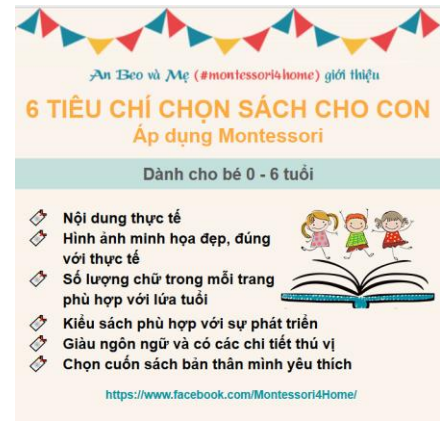 An Beo và Mẹ (#montessori4home) giới thiệu
6 TIÊU CHÍ CHỌN SÁCH CHO CON
Áp dụng Montessori
Dành cho bé 0 - 6 tuổi
Nội dung thực tế
Hình ảnh minh họa đẹp, đúng
với thực tế
Số lượng chữ trong mỗi trang
phù hợp với lứa tuổi
Kiểu sách phù hợp với sự phát triển
Giàu ngôn ngữ và có các chi tiết thú vị
Chọn cuốn sách bản thân mình yêu thích
https://www.facebook.com/Montessori4Home/